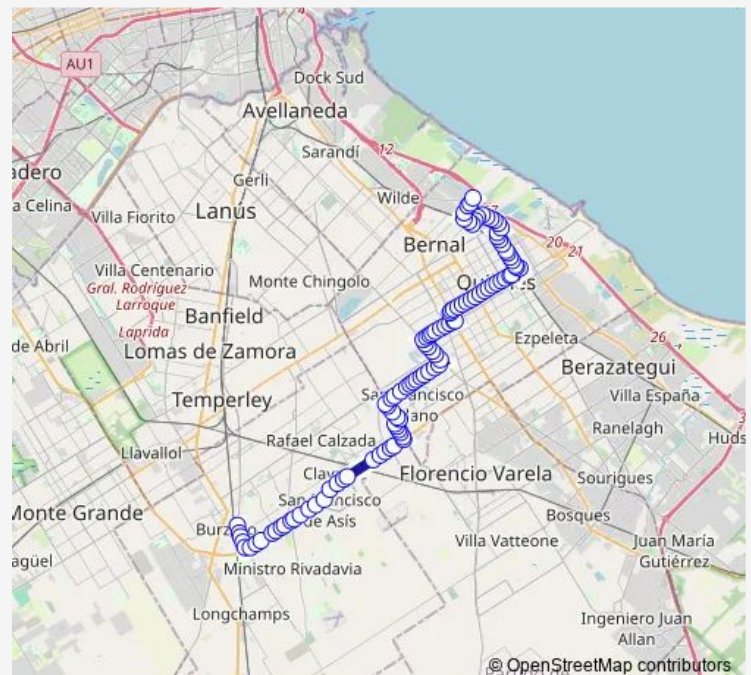 AU1
Dock Sud
Avellaneda
Sarandí
12
adero
Gerli
Wilde
a Celina
Villa Fiorito
Lanús
20
21
Bernal
Villa Centenario
Gral. Rodríguez
Larroque
Monte Chingolo
Banfield
Laprida
26
de Abril
Lomas de Zamora
Ezpeleta
Berazategui
Temperley
Villa España
Ranelagh
Huds
Rafael Calzada
Llavallol
Florencio Varela
Sourigues
Monte Grande
de Asís
Bosques
Villa Vatteone
Juan María
Gutiérrez
agüel
Ministro Rivadavia
Longchamps
Ingeniero Juan
Allan
© OpenStreetMap contributors